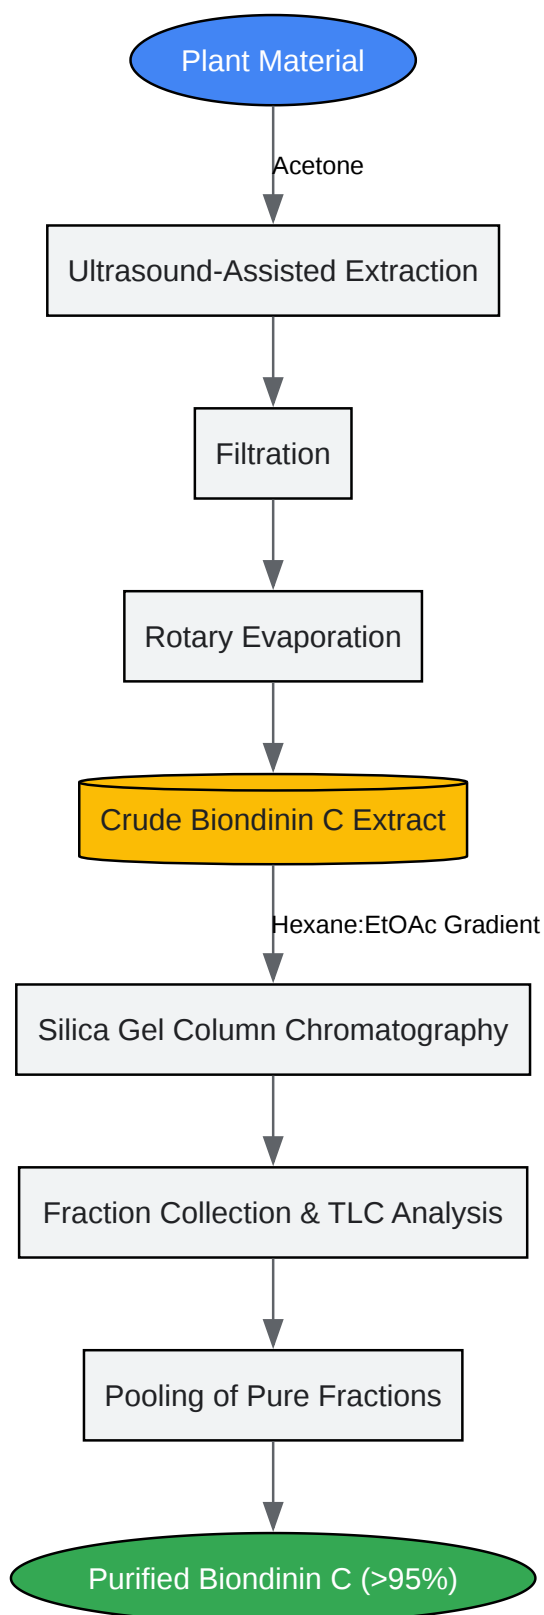 Plant Material
Acetone
Ultrasound-Assisted Extraction
Filtration
Rotary Evaporation
Crude Biondinin C Extract
Hexane:EtOAc Gradient
Silica Gel Column Chromatography
Fraction Collection & TLC Analysis
Pooling of Pure Fractions
Purified Biondinin C (>95%)